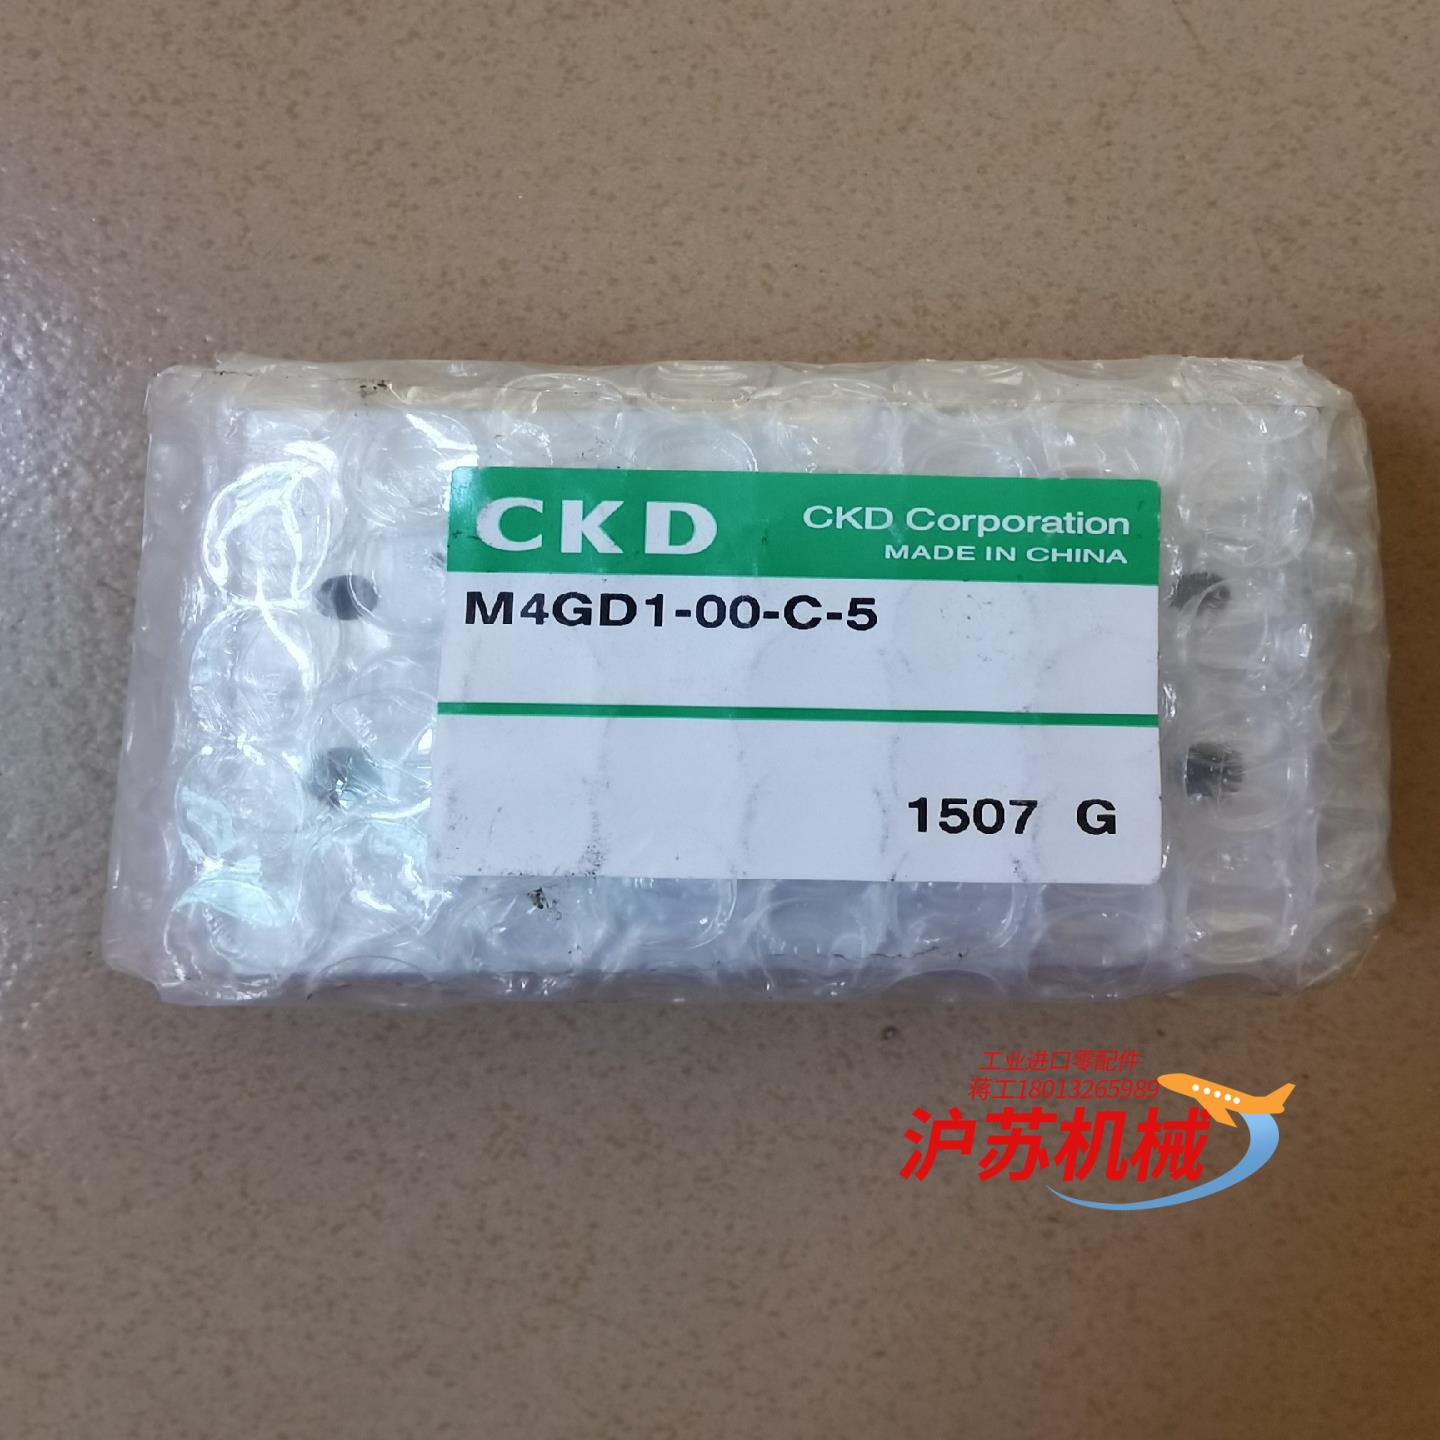 CKD
CKD Corporation
MADE IN CHINA
M4GD1-00-C-5
1507 G
工业进口零配件
蒋工18013265989
沪苏机械